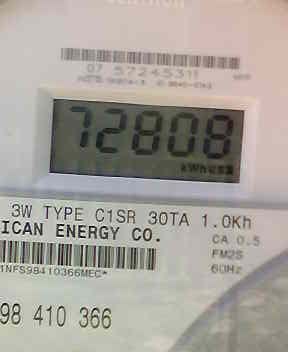 07 57245311
72808
kWh
3W TYPE C1SR 30TA 1.0Kh
ICAN ENERGY CO.
CA 0.5
FM2S
60Hz
1NFS98410366MEC*
98 410 366